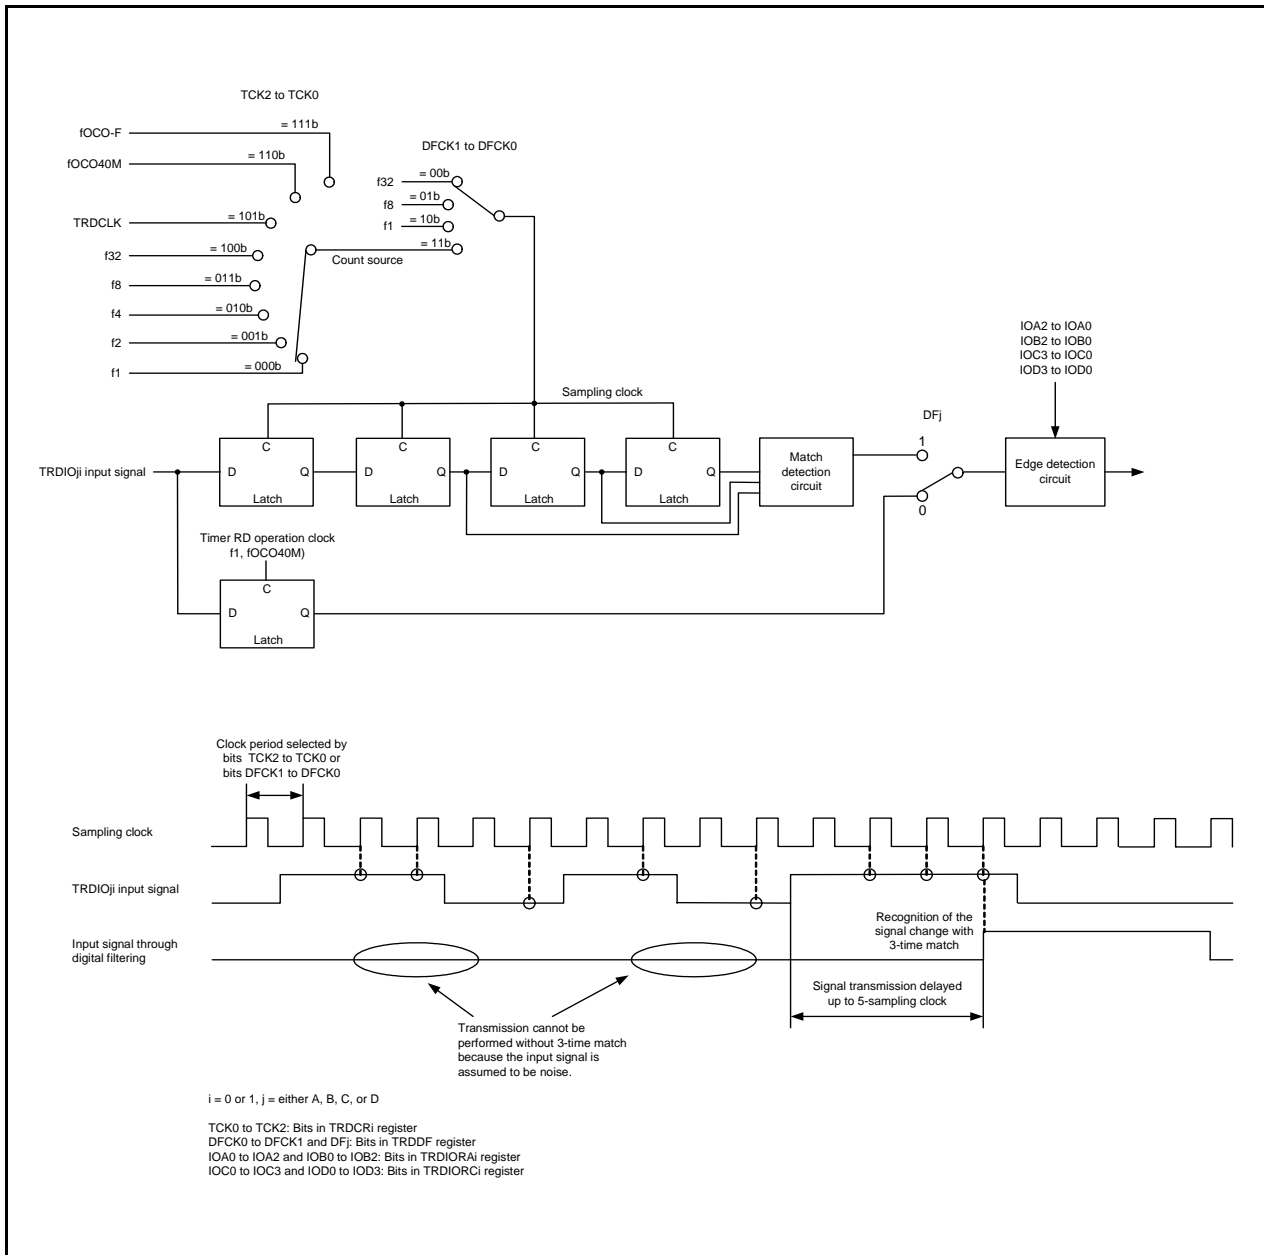 TCK2 to TCK0
fOCO-F
= 111b
fOCO40M
= 110b
TRDCLK
= 101b
f32
= 100b
f8
= 011b
f4
= 010b
f2
= 001b
f1
= 000b
DFCK1 to DFCK0
f32
= 00b
f8
= 01b
f1
= 10b
= 11b
Count source
Sampling clock
IOA2 to IOA0
IOB2 to IOB0
IOC3 to IOC0
IOD3 to IOD0
DFj
1
0
TRDIOji input signal
C
D
Q
Latch
C
D
Q
Latch
C
D
Q
Latch
C
D
Q
Latch
Match
detection
circuit
Edge detection
circuit
Timer RD operation clock
f1, fOCO40M)
C
D
Q
Latch
Clock period selected by
bits TCK2 to TCK0 or
bits DFCK1 to DFCK0
Sampling clock
TRDIOji input signal
Input signal through
digital filtering
Recognition of the
signal change with
3-time match
Signal transmission delayed
up to 5-sampling clock
Transmission cannot be
performed without 3-time match
because the input signal is
assumed to be noise.
i = 0 or 1, j = either A, B, C, or D
TCK0 to TCK2: Bits in TRDCRi register
DFCK0 to DFCK1 and DFj: Bits in TRDDF register
IOA0 to IOA2 and IOB0 to IOB2: Bits in TRDIORAi register
IOC0 to IOC3 and IOD0 to IOD3: Bits in TRDIORCi register